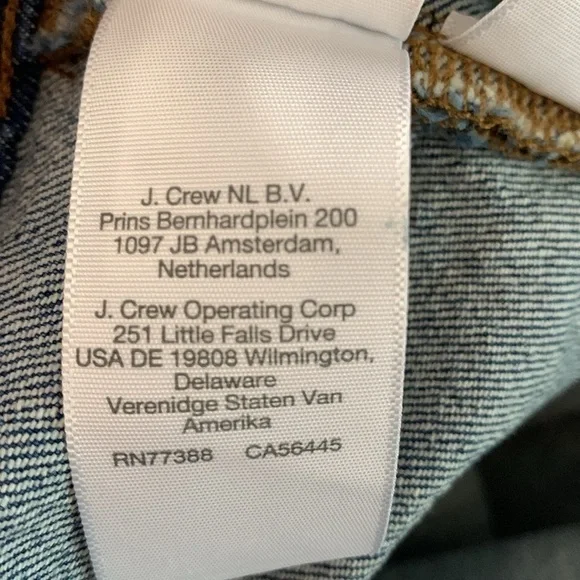 J. Crew NL B.V.
Prins Bernhardplein 200
1097 JB Amsterdam,
Netherlands
J. Crew Operating Corp
251 Little Falls Drive
USA DE 19808 Wilmington,
Delaware
Verenidge Staten Van
Amerika
RN77388 CA56445